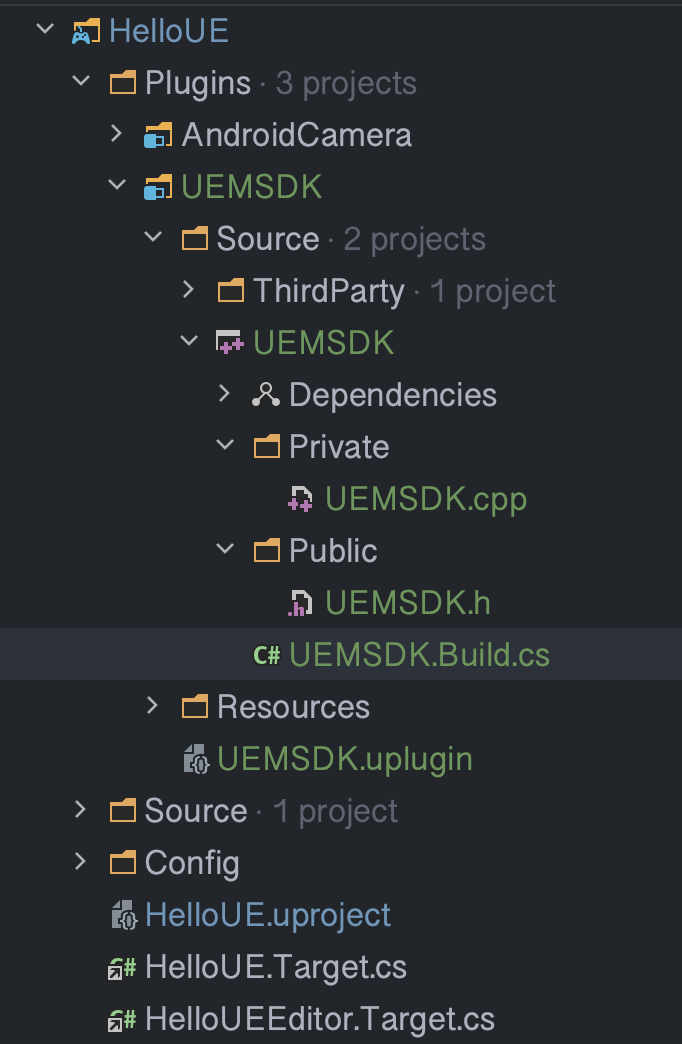 HelloUE
Plugins · 3 projects
AndroidCamera
UEMSDK
Source · 2 projects
ThirdParty · 1 project
UEMSDK
Dependencies
Private
UEMSDK.cpp
Public
.h UEMSDK.h
C# UEMSDK.Build.cs
Resources
UEMSDK.uplugin
Source · 1 project
Config
HelloUE.uproject
C# HelloUE.Target.cs
C# HelloUEEditor.Target.cs